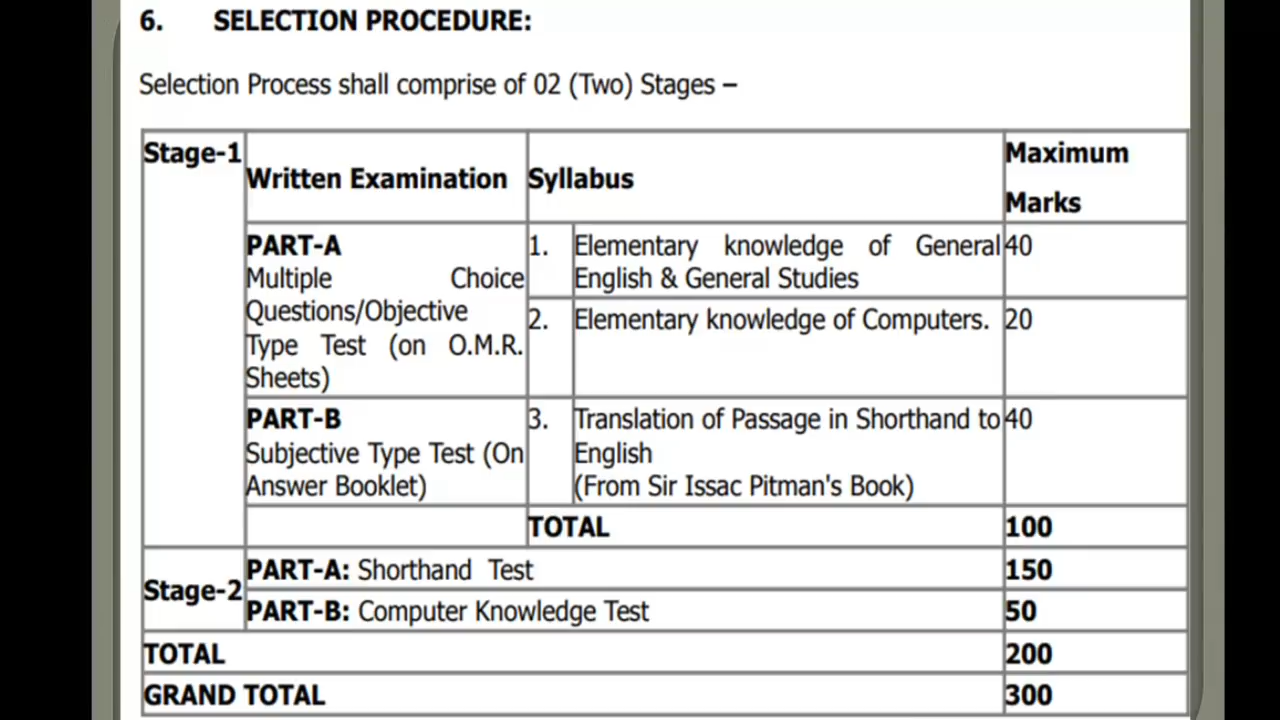 6. SELECTION PROCEDURE:
Selection Process shall comprise of 02 (Two) Stages –
Stage-1
Written Examination
Syllabus
Maximum
Marks
PART-A
Multiple Choice
Questions/Objective
Type Test (on O.M.R.
Sheets)
1. Elementary knowledge of General
English & General Studies
40
2. Elementary knowledge of Computers.
20
PART-B
Subjective Type Test (On
Answer Booklet)
3. Translation of Passage in Shorthand to
English
(From Sir Issac Pitman's Book)
40
TOTAL 100
Stage-2
PART-A: Shorthand Test 150
PART-B: Computer Knowledge Test 50
TOTAL 200
GRAND TOTAL 300